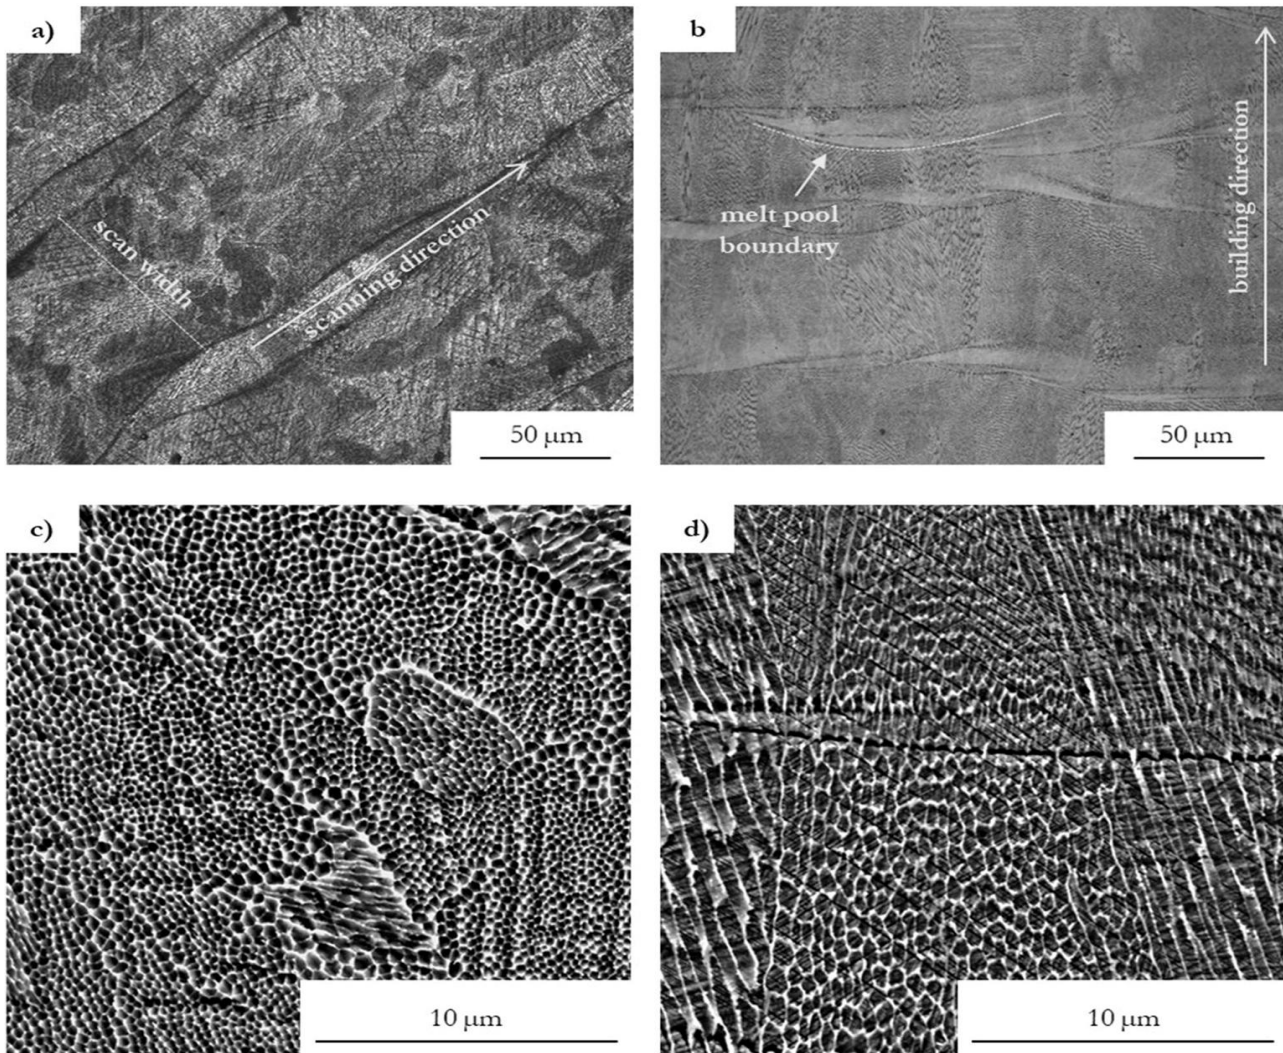 a)
scan width
scanning direction
50 μm
b
melt pool
boundary
building direction
50 μm
c)
10 μm
d)
10 μm